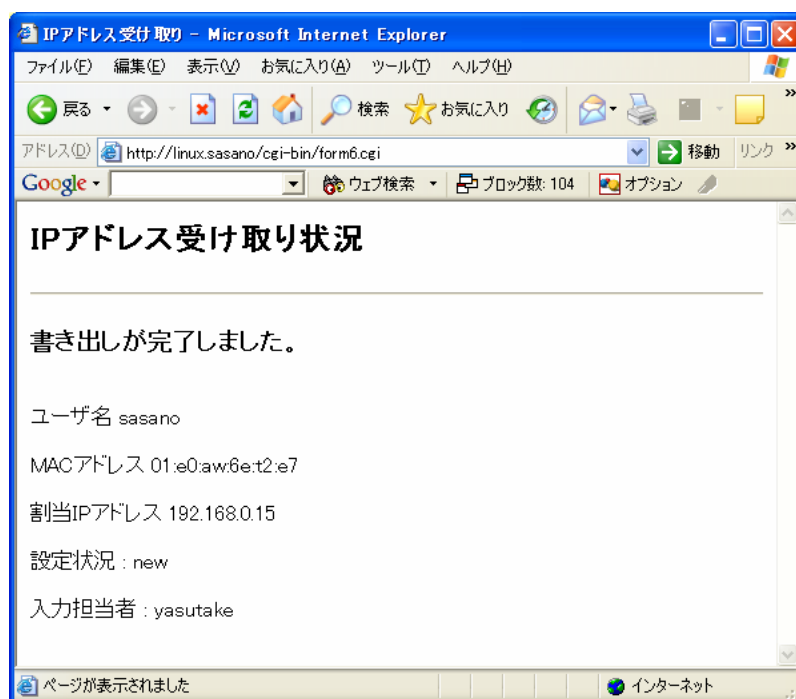 IPアドレス受け取り - Microsoft Internet Explorer
ファイル(F) 編集(E) 表示(V) お気に入り(A) ツール(T) ヘルプ(H)
戻る 検索 お気に入り »
アドレス(D) http://linux.sasano/cgi-bin/form6.cgi 移動 リンク »
Google ウェブ検索 ブロック数: 104 オプション
IPアドレス受け取り状況
書き出しが完了しました。
ユーザ名 sasano
MACアドレス 01:e0:aw:6e:t2:e7
割当IPアドレス 192.168.0.15
設定状況 : new
入力担当者 : yasutake
ページが表示されました インターネット